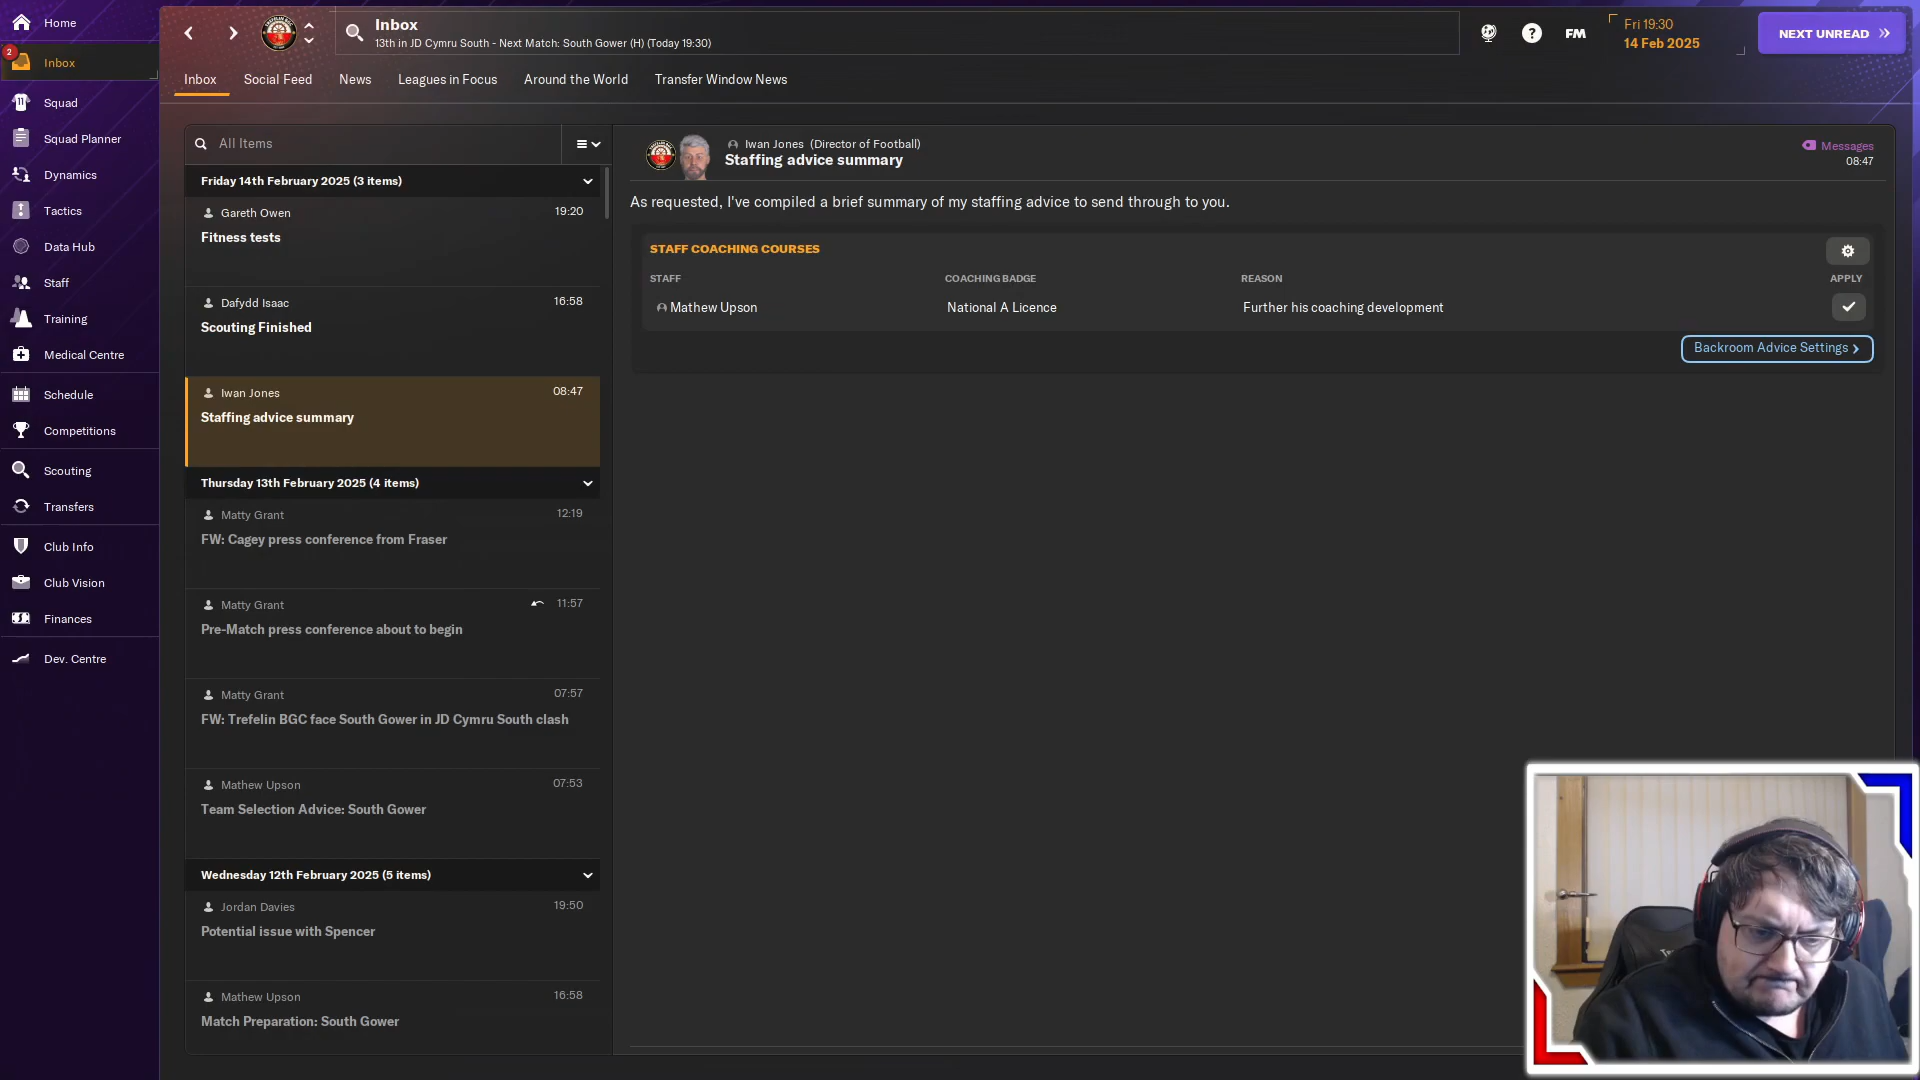 Home
2
Inbox
Squad
Squad Planner
Dynamics
Tactics
Data Hub
Staff
Training
Medical Centre
Schedule
Competitions
Scouting
Transfers
Club Info
Club Vision
Finances
Dev. Centre
Inbox
13th in JD Cymru South - Next Match: South Gower (H) (Today 19:30)
FM
Fri 19:30
14 Feb 2025
NEXT UNREAD
Inbox
Social Feed
News
Leagues in Focus
Around the World
Transfer Window News
All Items
Friday 14th February 2025 (3 items)
Gareth Owen 19:20
Fitness tests
Dafydd Isaac 16:58
Scouting Finished
Iwan Jones 08:47
Staffing advice summary
Thursday 13th February 2025 (4 items)
Matty Grant 12:19
FW: Cagey press conference from Fraser
Matty Grant 11:57
Pre-Match press conference about to begin
Matty Grant 07:57
FW: Trefelin BGC face South Gower in JD Cymru South clash
Mathew Upson 07:53
Team Selection Advice: South Gower
Wednesday 12th February 2025 (5 items)
Jordan Davies 19:50
Potential issue with Spencer
Mathew Upson 16:58
Match Preparation: South Gower
Iwan Jones (Director of Football)
Staffing advice summary
Messages
08:47
As requested, I've compiled a brief summary of my staffing advice to send through to you.
STAFF COACHING COURSES
STAFF COACHING BADGE REASON APPLY
Mathew Upson National A Licence Further his coaching development
Backroom Advice Settings